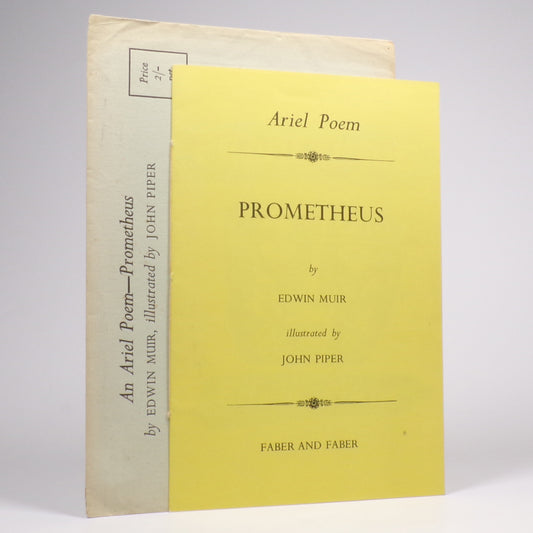 Ariel Poem
PROMETHEUS
by
EDWIN MUIR
illustrated by
JOHN PIPER
FABER AND FABER
Price
2/-
An Ariel Poem—Prometheus
by EDWIN MUIR, illustrated by JOHN PIPER